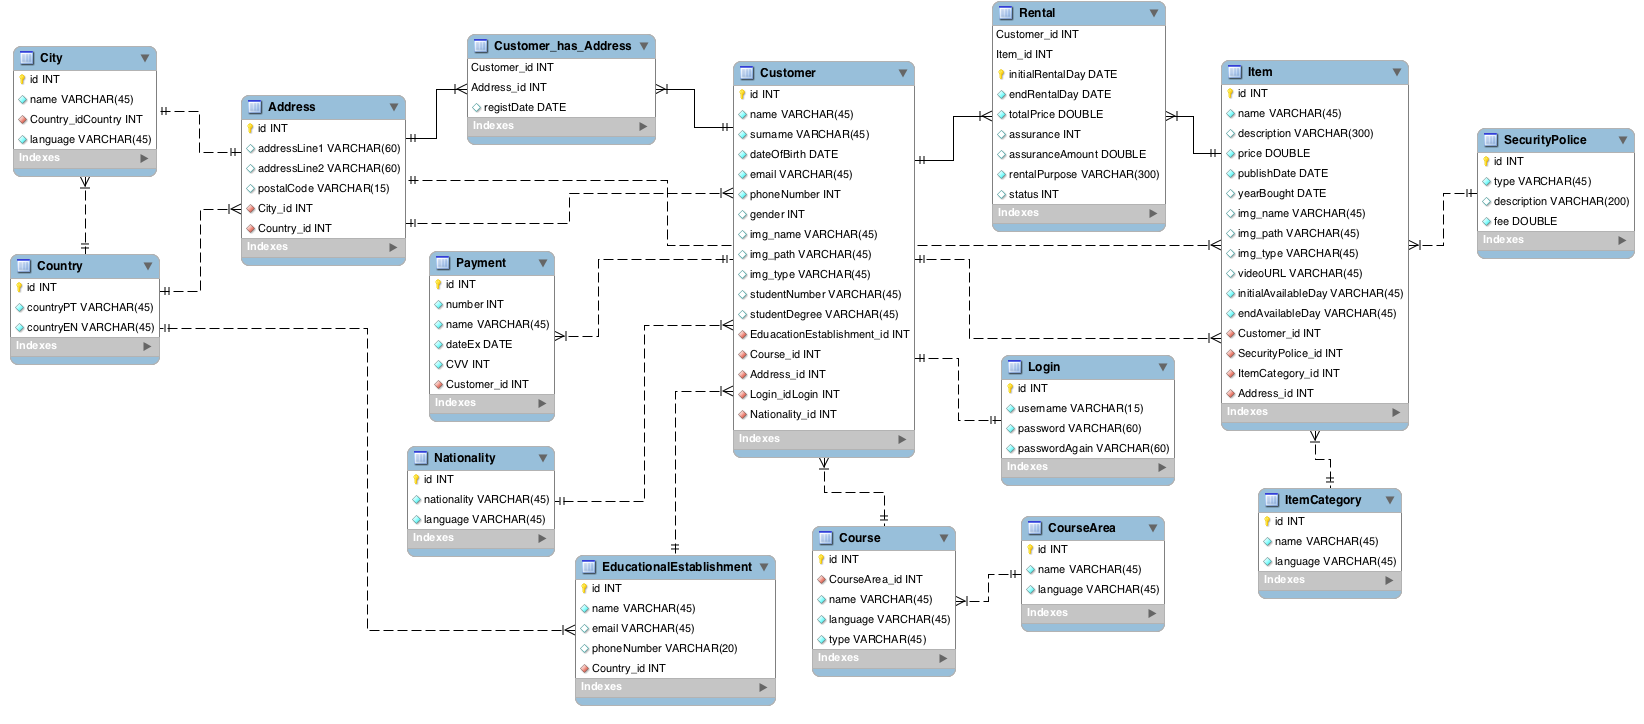 City
id INT
name VARCHAR(45)
Country_idCountry INT
language VARCHAR(45)
Indexes
Country
id INT
countryPT VARCHAR(45)
countryEN VARCHAR(45)
Indexes
Address
id INT
addressLine1 VARCHAR(60)
addressLine2 VARCHAR(60)
postalCode VARCHAR(15)
City_id INT
Country_id INT
Indexes
Customer_has_Address
Customer_id INT
Address_id INT
registDate DATE
Indexes
Payment
id INT
number INT
name VARCHAR(45)
dateEx DATE
CVV INT
Customer_id INT
Indexes
Nationality
id INT
nationality VARCHAR(45)
language VARCHAR(45)
Indexes
EducationalEstablishment
id INT
name VARCHAR(45)
email VARCHAR(45)
phoneNumber VARCHAR(20)
Country_id INT
Indexes
Customer
id INT
name VARCHAR(45)
surname VARCHAR(45)
dateOfBirth DATE
email VARCHAR(45)
phoneNumber INT
gender INT
img_name VARCHAR(45)
img_path VARCHAR(45)
img_type VARCHAR(45)
studentNumber VARCHAR(45)
studentDegree VARCHAR(45)
EduacationEstablishment_id INT
Course_id INT
Address_id INT
Login_idLogin INT
Nationality_id INT
Indexes
Course
id INT
CourseArea_id INT
name VARCHAR(45)
language VARCHAR(45)
type VARCHAR(45)
Indexes
Rental
Customer_id INT
Item_id INT
initialRentalDay DATE
endRentalDay DATE
totalPrice DOUBLE
assurance INT
assuranceAmount DOUBLE
rentalPurpose VARCHAR(300)
status INT
Indexes
Login
id INT
username VARCHAR(15)
password VARCHAR(60)
passwordAgain VARCHAR(60)
Indexes
CourseArea
id INT
name VARCHAR(45)
language VARCHAR(45)
Indexes
Item
id INT
name VARCHAR(45)
description VARCHAR(300)
price DOUBLE
publishDate DATE
yearBought DATE
img_name VARCHAR(45)
img_path VARCHAR(45)
img_type VARCHAR(45)
videoURL VARCHAR(45)
initialAvailableDay VARCHAR(45)
endAvailableDay VARCHAR(45)
Customer_id INT
SecurityPolice_id INT
ItemCategory_id INT
Address_id INT
Indexes
ItemCategory
id INT
name VARCHAR(45)
language VARCHAR(45)
Indexes
SecurityPolice
id INT
type VARCHAR(45)
description VARCHAR(200)
fee DOUBLE
Indexes